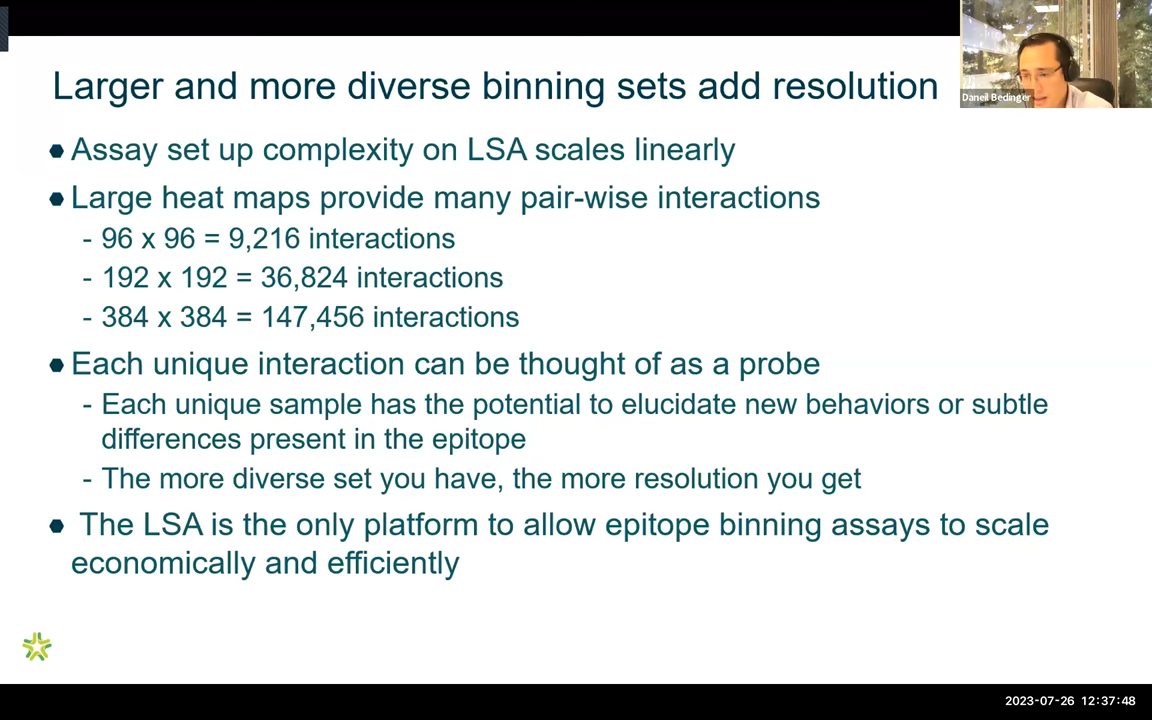 Larger and more diverse binning sets add resolution
Daneil Bedinger
Assay set up complexity on LSA scales linearly
Large heat maps provide many pair-wise interactions
- 96 x 96 = 9,216 interactions
- 192 x 192 = 36,824 interactions
- 384 x 384 = 147,456 interactions
Each unique interaction can be thought of as a probe
- Each unique sample has the potential to elucidate new behaviors or subtle
differences present in the epitope
- The more diverse set you have, the more resolution you get
The LSA is the only platform to allow epitope binning assays to scale
economically and efficiently
2023-07-26 12:37:48